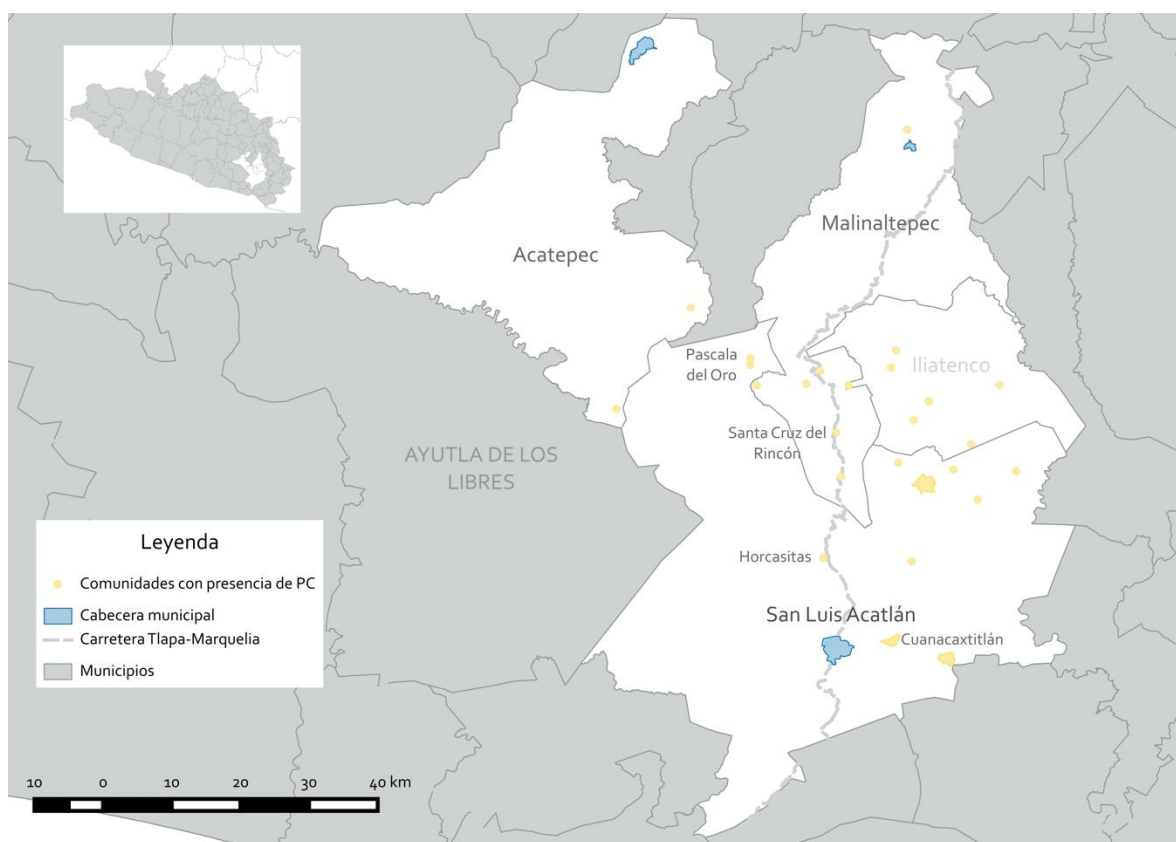 Malinaltepec
Acatepec
Pascala
del Oro
Iliatenco
Santa Cruz del
Rincón
AYUTLA DE LOS
LIBRES
Horcasitas
San Luis Acatlán
Cuanacaxtitlán
Leyenda
Comunidades con presencia de PC
Cabecera municipal
Carretera Tlapa-Marquelia
Municipios
10 0 10 20 30 40 km